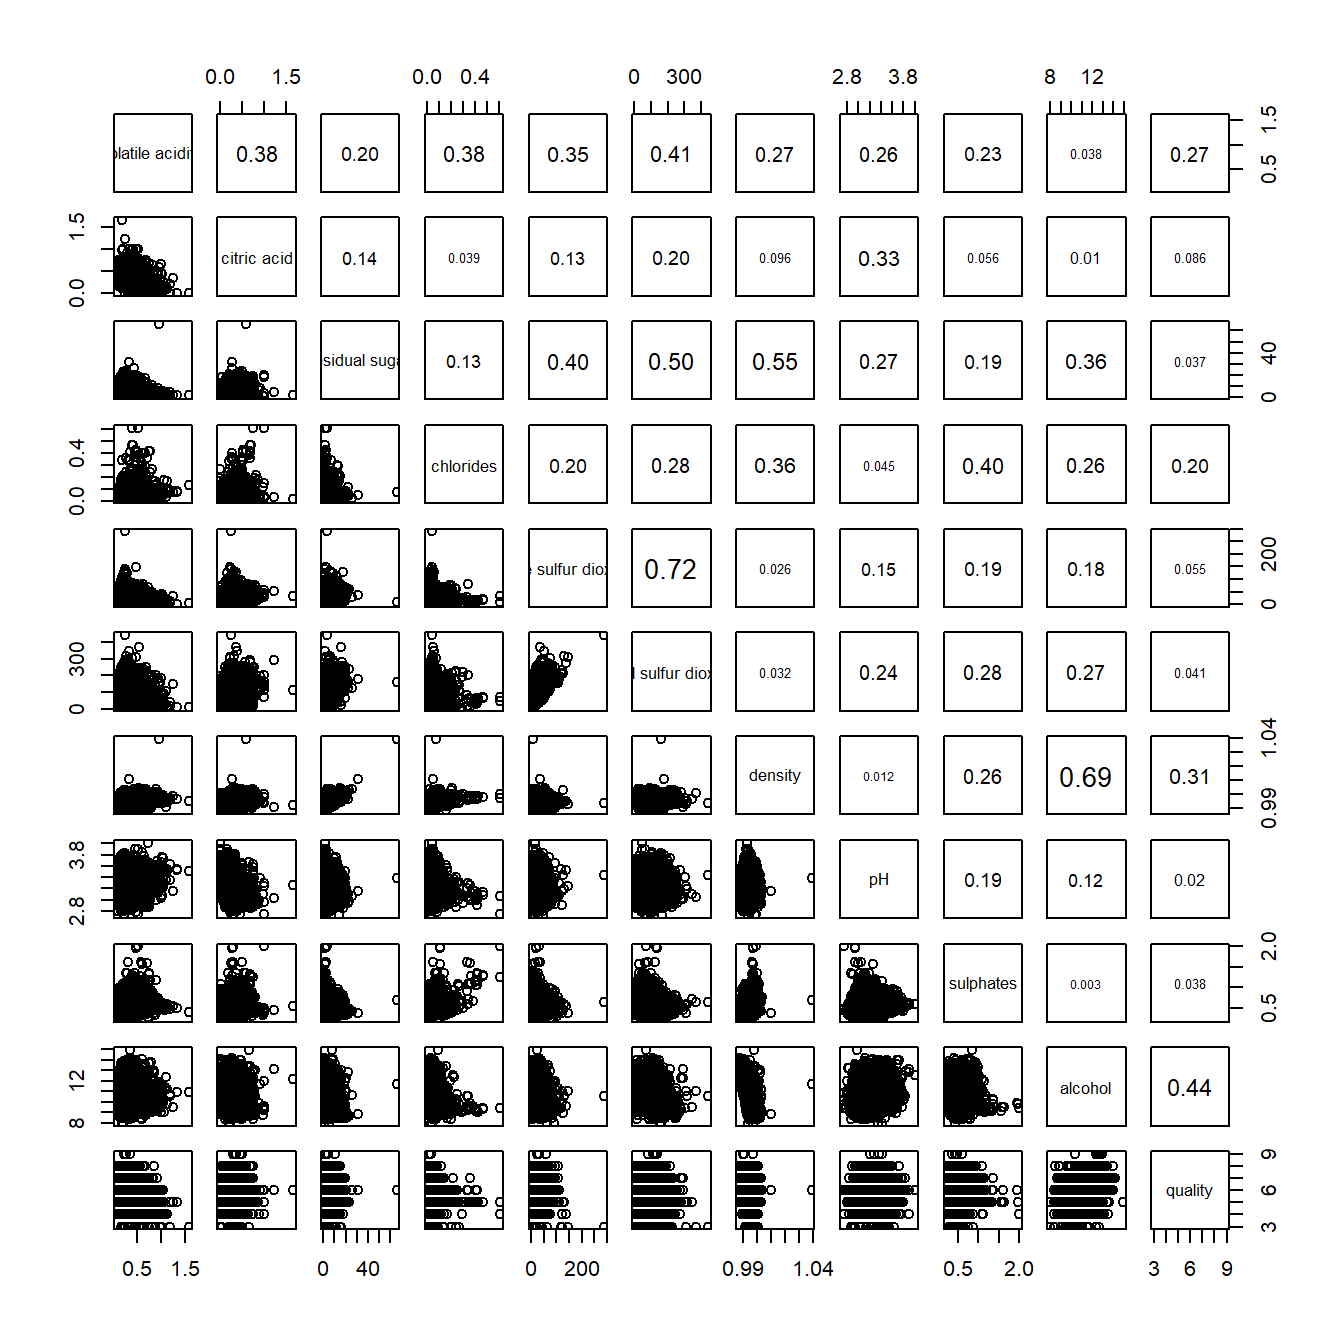 0.0 1.5 0.0 0.4 0 300 2.8 3.8 8 12
olatile acidit 0.38 0.20 0.38 0.35 0.41 0.27 0.26 0.23 0.038 0.27 0.5 1.5
0.0 1.5 citric acid 0.14 0.039 0.13 0.20 0.096 0.33 0.056 0.01 0.086
sidual suga 0.13 0.40 0.50 0.55 0.27 0.19 0.36 0.037 0 40
0.0 0.4 chlorides 0.20 0.28 0.36 0.045 0.40 0.26 0.20
e sulfur diox 0.72 0.026 0.15 0.19 0.18 0.055 0 200
0 300 l sulfur diox 0.032 0.24 0.28 0.27 0.041
density 0.012 0.26 0.69 0.31 0.99 1.04
2.8 3.8 pH 0.19 0.12 0.02
sulphates 0.003 0.038 0.5 2.0
8 12 alcohol 0.44
quality 3 6 9
0.5 1.5 0 40 0 200 0.99 1.04 0.5 2.0 3 6 9